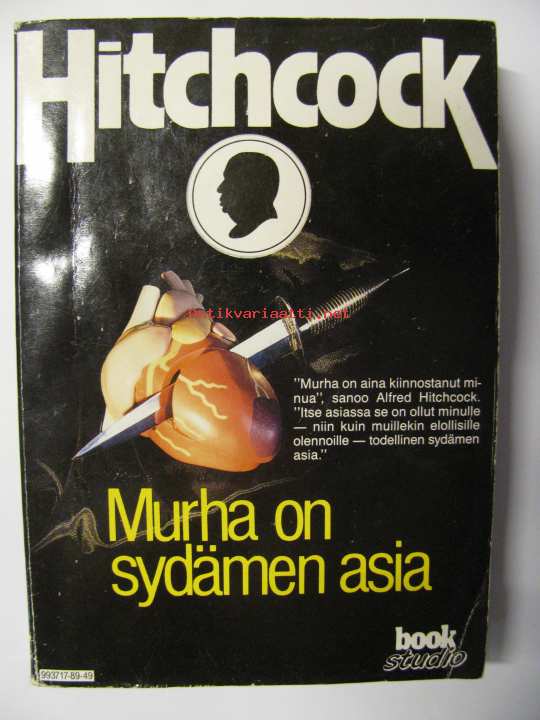 Hitchcock
antikvariaatti.net
"Murha on aina kiinnostanut mi-
nua", sanoo Alfred Hitchcock.
"Itse asiassa se on ollut minulle
— niin kuin muillekin elollisille
olennoille — todellinen sydämen
asia."
Murha on
sydämen asia
book
studio
993717-89-49